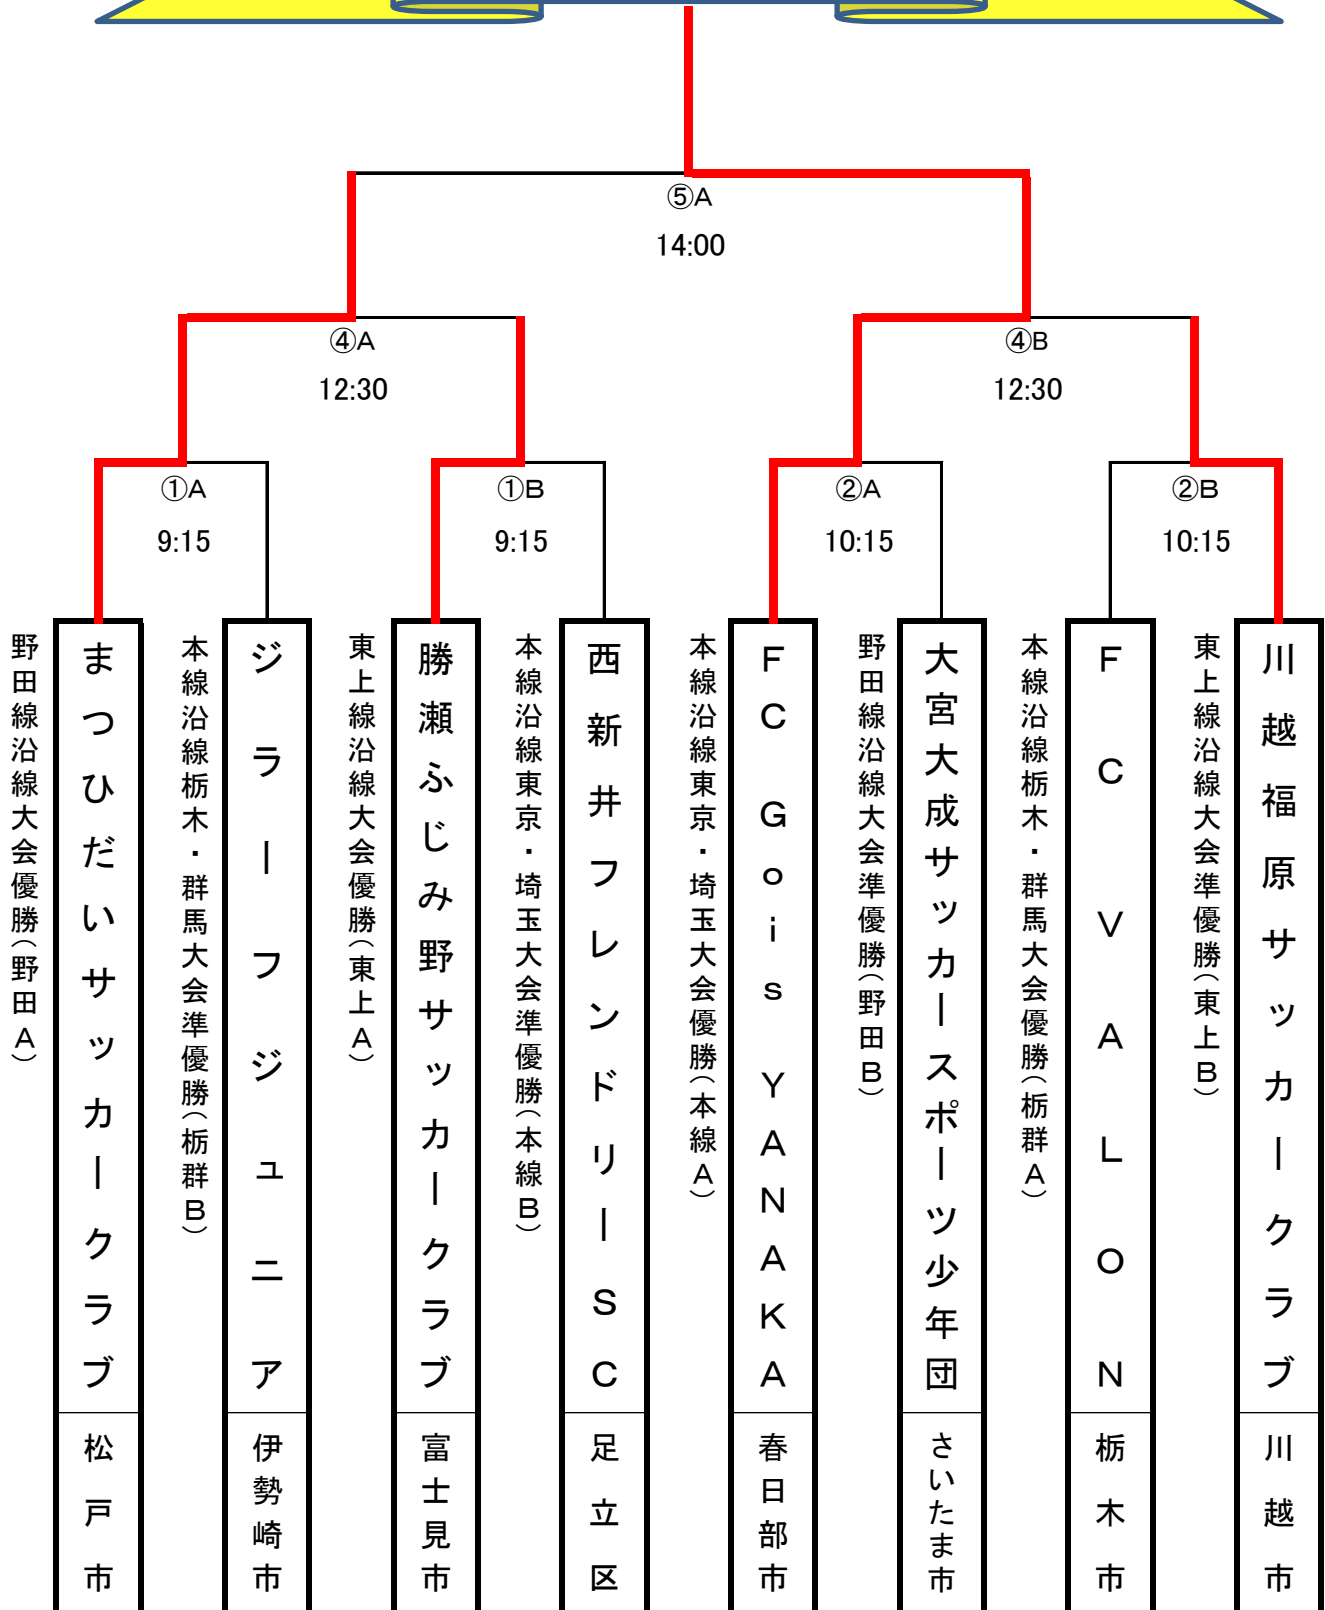 ⑤A
14:00
④A
12:30
④B
12:30
①A
9:15
①B
9:15
②A
10:15
②B
10:15
野田線沿線大会優勝(野田A)
まつひだいサッカークラブ
松戸市
本線沿線栃木・群馬大会準優勝(栃群B)
ジラーフジュニア
伊勢崎市
東上線沿線大会優勝(東上A)
勝瀬ふじみ野サッカークラブ
富士見市
本線沿線東京・埼玉大会準優勝(本線B)
西新井フレンドリーSC
足立区
本線沿線東京・埼玉大会優勝(本線A)
FC Gois YANAKA
春日部市
野田線沿線大会準優勝(野田B)
大宮大成サッカースポーツ少年団
さいたま市
本線沿線栃木・群馬大会優勝(栃群A)
FC VALON
栃木市
東上線沿線大会準優勝(東上B)
川越福原サッカークラブ
川越市